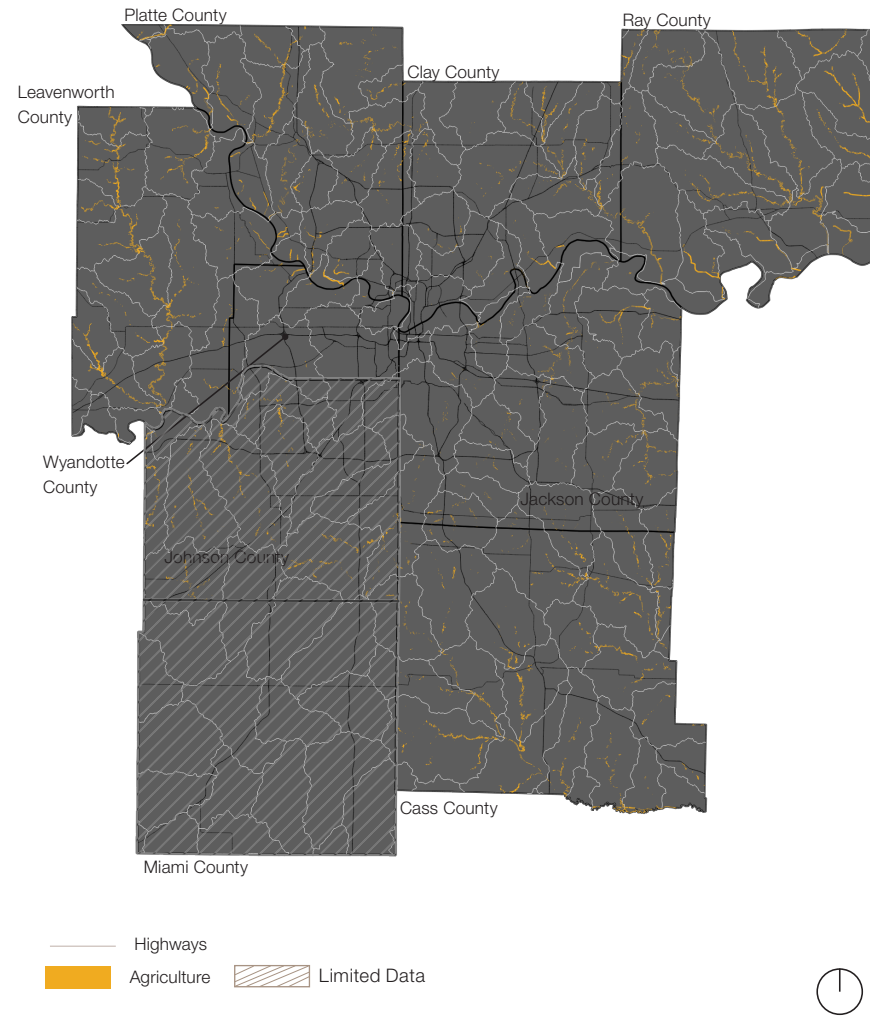 Platte County
Ray County
Clay County
Leavenworth
County
Wyandotte
County
Jackson County
Johnson County
Cass County
Miami County
Highways
Agriculture
Limited Data